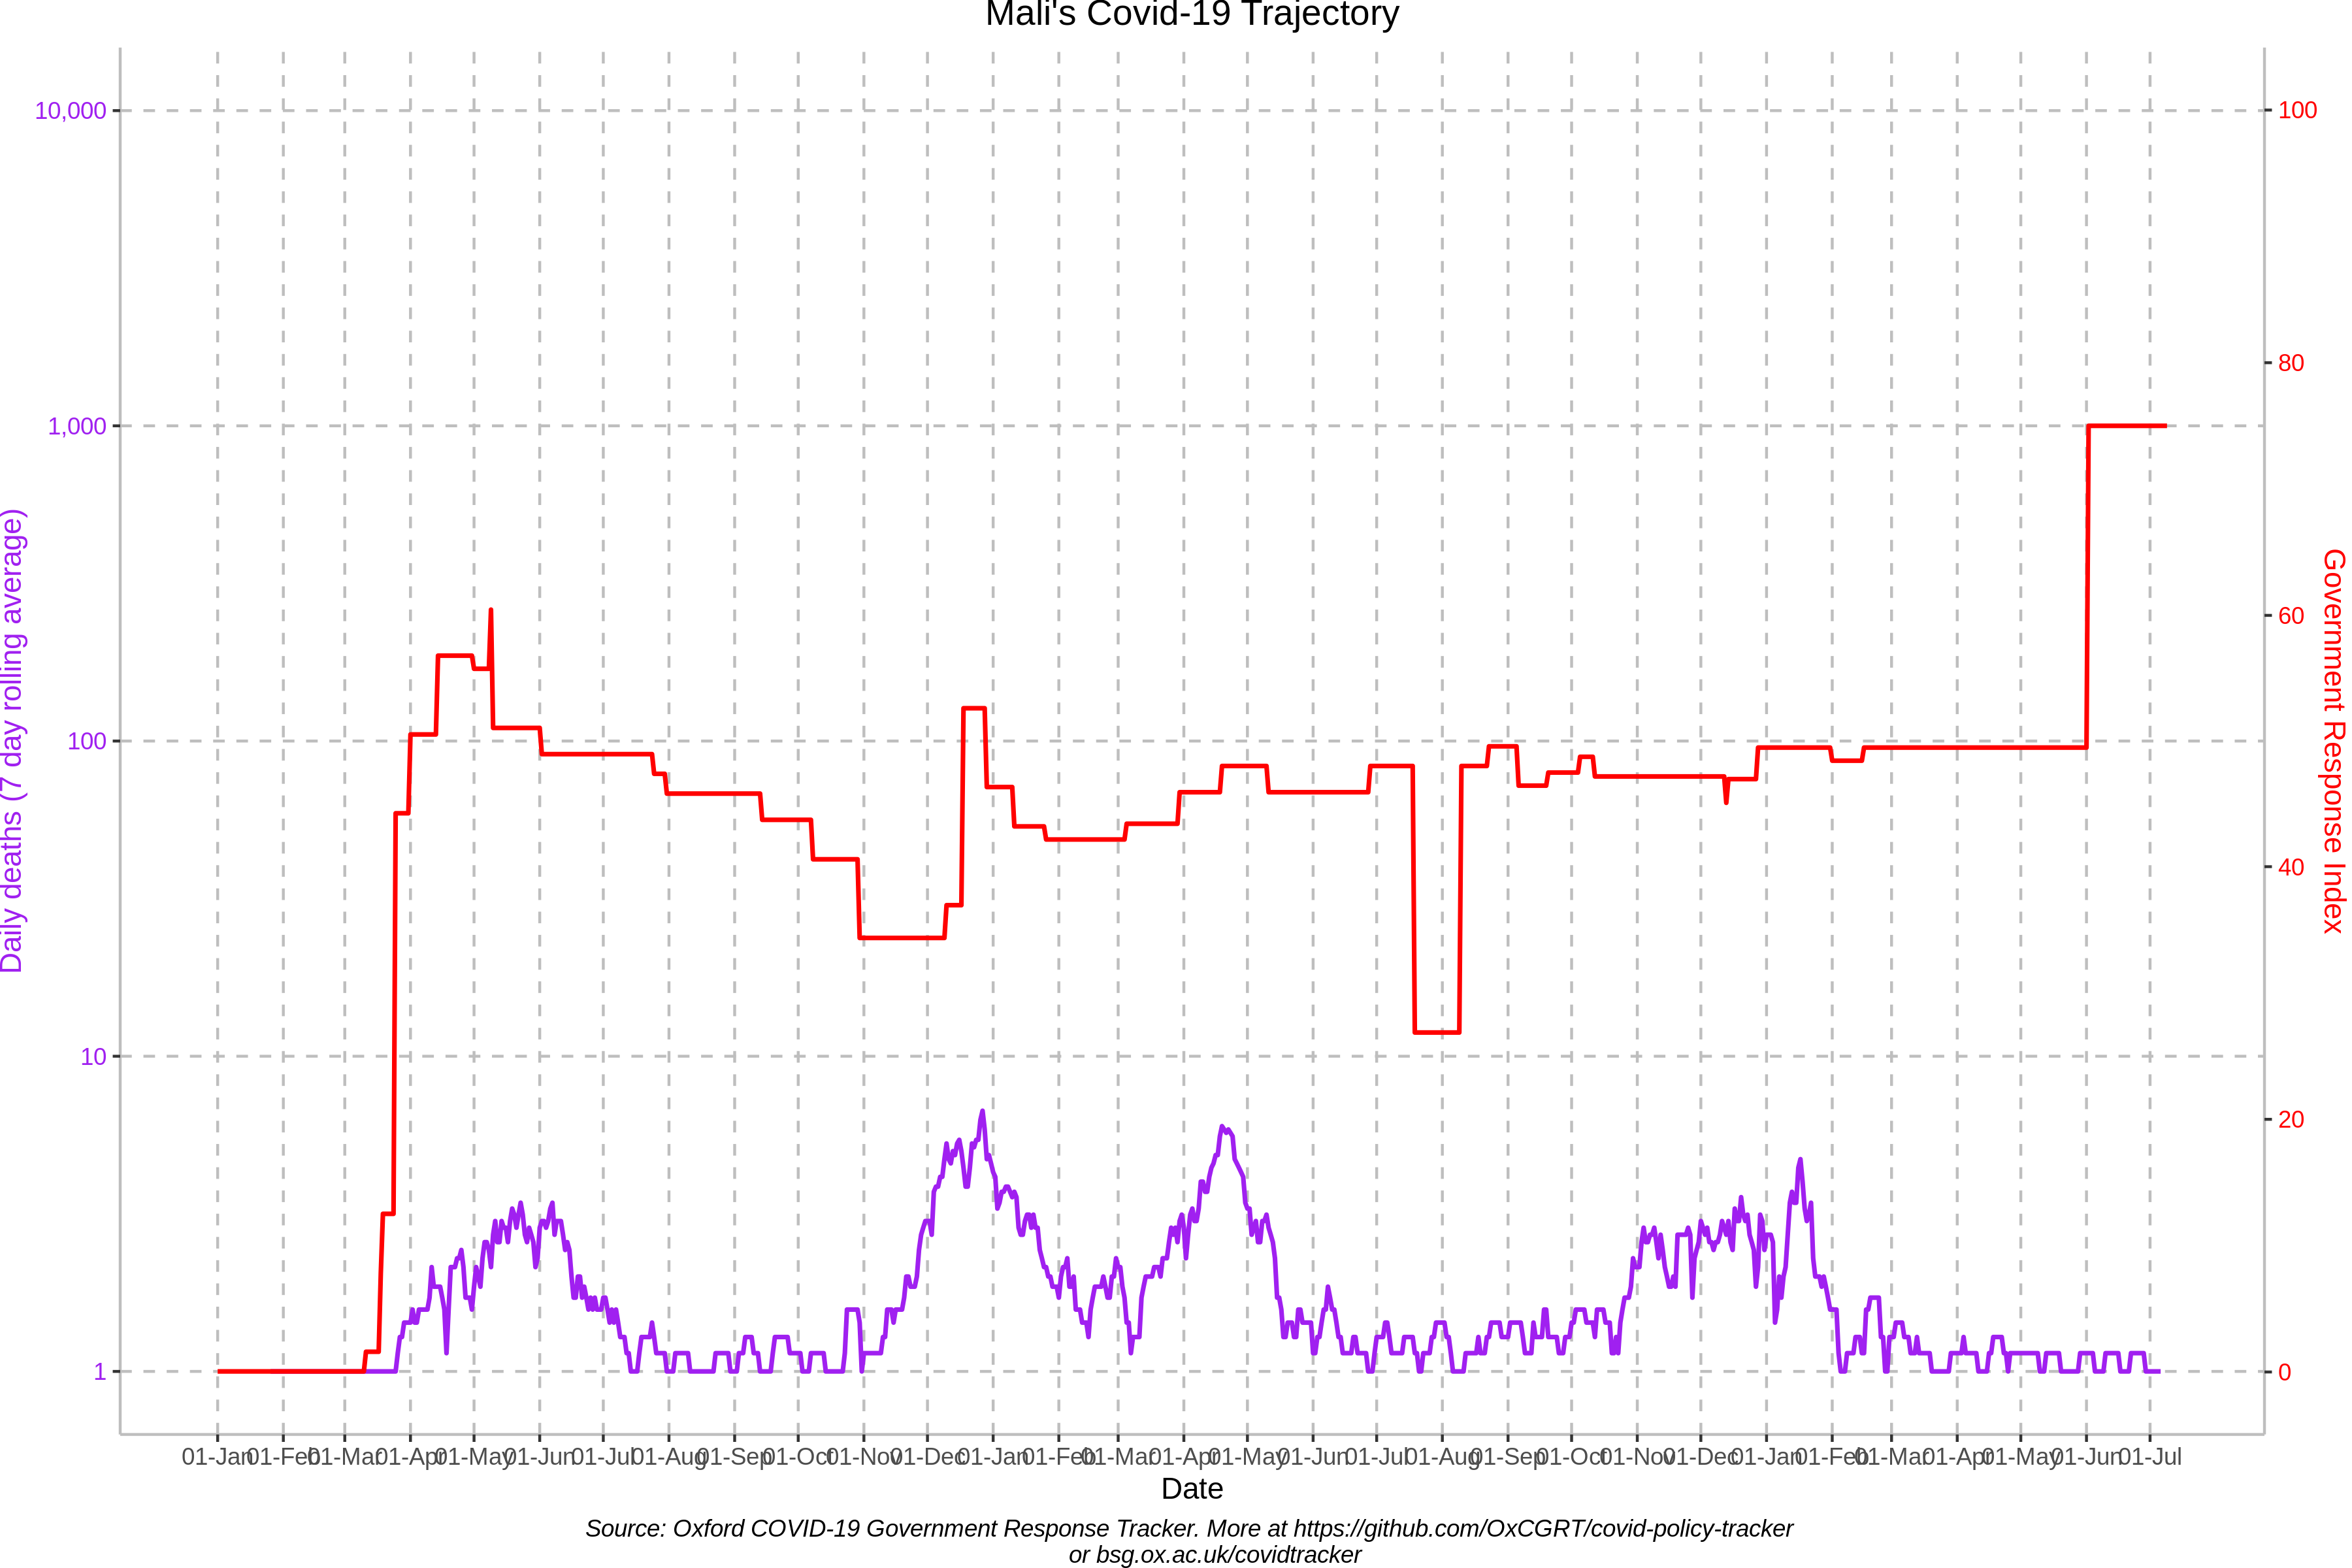 Mali's Covid-19 Trajectory
10,000
1,000
100
10
1
Daily deaths (7 day rolling average)
100
80
60
40
20
0
Government Response Index
01-Jan 01-Feb 01-Mar 01-Apr 01-May 01-Jun 01-Jul 01-Aug 01-Sep 01-Oct 01-Nov 01-Dec 01-Jan 01-Feb 01-Mar 01-Apr 01-May 01-Jun 01-Jul 01-Aug 01-Sep 01-Oct 01-Nov 01-Dec 01-Jan 01-Feb 01-Mar 01-Apr 01-May 01-Jun 01-Jul
Date
Source: Oxford COVID-19 Government Response Tracker. More at https://github.com/OxCGRT/covid-policy-tracker
or bsg.ox.ac.uk/covidtracker